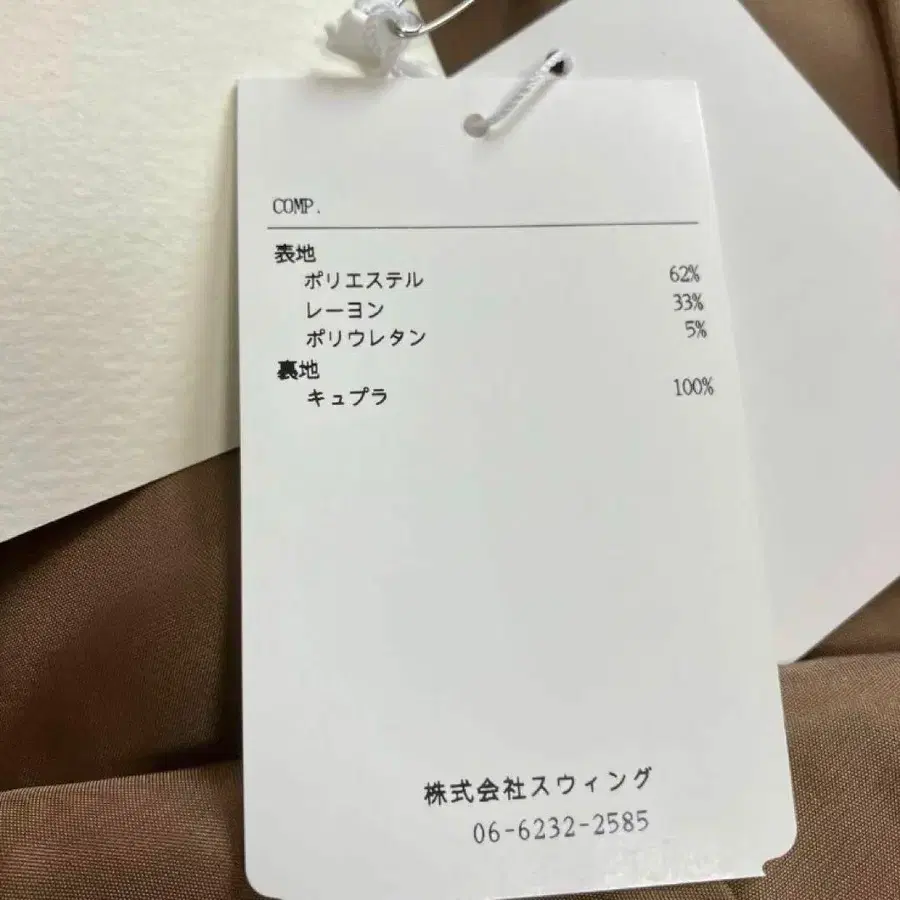 COMP.
表地
ポリエステル 62%
レーヨン 33%
ポリウレタン 5%
裏地
キュプラ 100%
株式会社スウィング
06-6232-2585